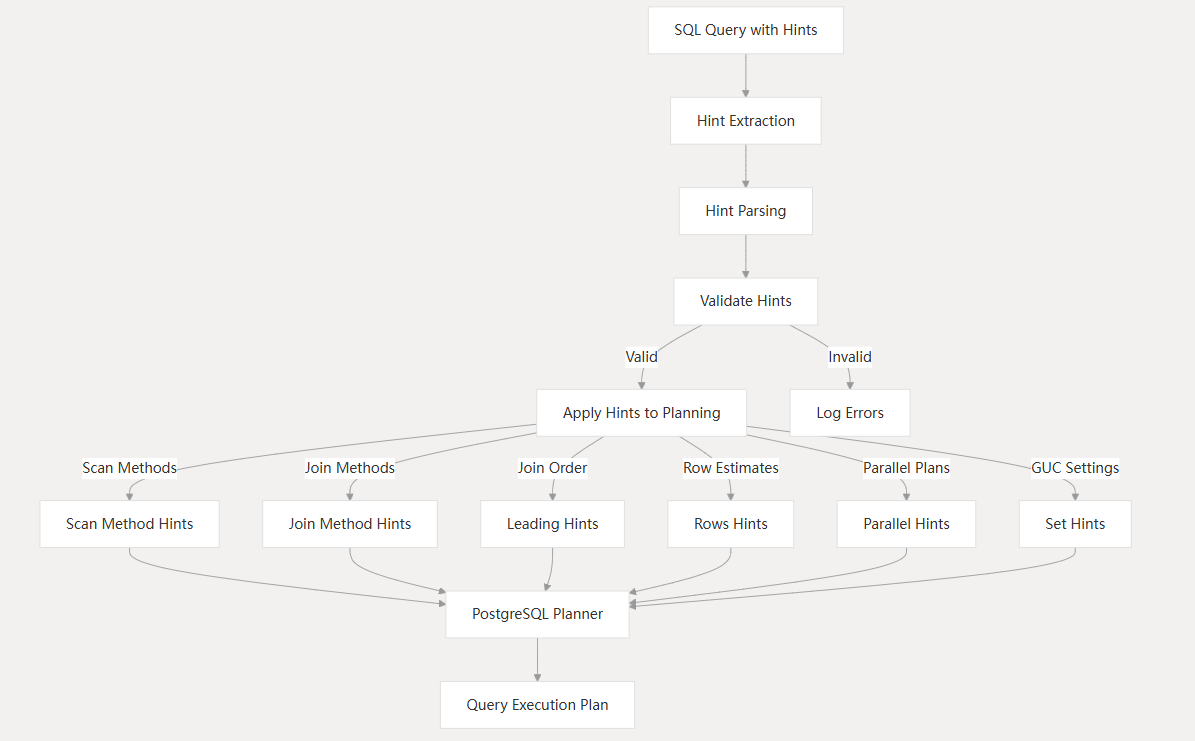 SQL Query with Hints
Hint Extraction
Hint Parsing
Validate Hints
Valid
Invalid
Apply Hints to Planning
Log Errors
Scan Methods
Join Methods
Join Order
Row Estimates
Parallel Plans
GUC Settings
Scan Method Hints
Join Method Hints
Leading Hints
Rows Hints
Parallel Hints
Set Hints
PostgreSQL Planner
Query Execution Plan